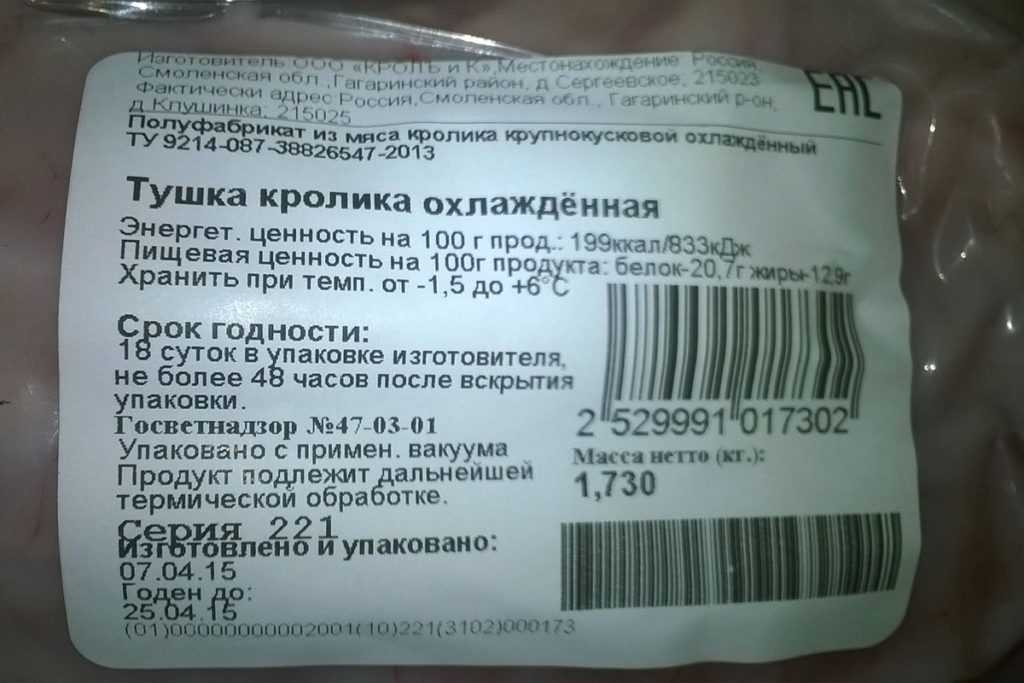 Изготовитель ООО «КРОЛЪ и К», Местонахождение Россия,
Смоленская обл.,Гагаринский район, д Сергеевское, 215023
Фактически адрес Россия,Смоленская обл., Гагаринский р-он,
д Клушинка: 215025
EAC
Полуфабрикат из мяса кролика крупнокусковой охлаждённый
ТУ 9214-087-38826547-2013
Тушка кролика охлаждённая
Энергет. ценность на 100 г прод.: 199ккал/833кДж
Пищевая ценность на 100г продукта: белок-20,7г жиры-12,9г
Хранить при темп. от -1,5 до +6°С
Срок годности:
18 суток в упаковке изготовителя,
не более 48 часов после вскрытия
упаковки.
Госветнадзор №47-03-01
Упаковано с примен. вакуума
Продукт подлежит дальнейшей
термической обработке.
2 529991 017302
Масса нетто (кг.):
1,730
Серия 221
Изготовлено и упаковано:
07.04.15
Годен до:
25.04.15
(01)00000000002001(10)221(3102)000173